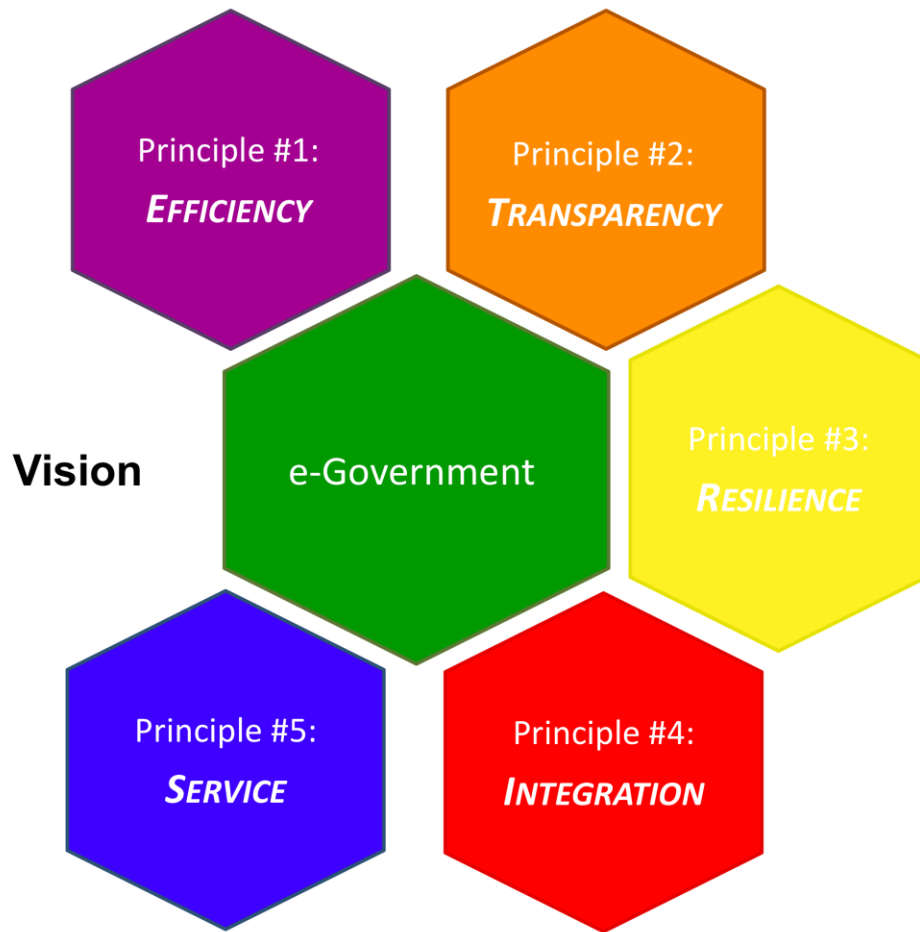 Principle #1:
EFFICIENCY
Principle #2:
TRANSPARENCY
Vision
e-Government
Principle #3:
RESILIENCE
Principle #5:
SERVICE
Principle #4:
INTEGRATION